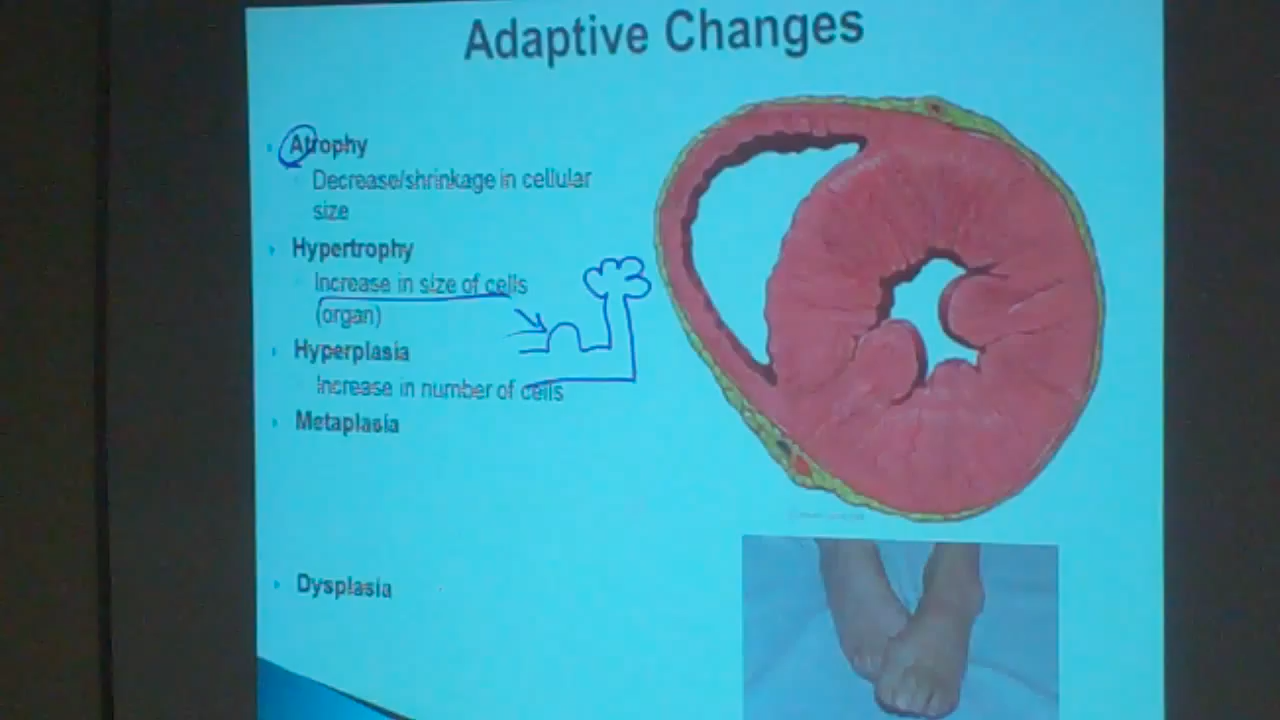 Adaptive Changes
Atrophy
Decrease/shrinkage in cellular
size
Hypertrophy
Increase in size of cells
(organ)
Hyperplasia
Increase in number of cells
Metaplasia
Dysplasia